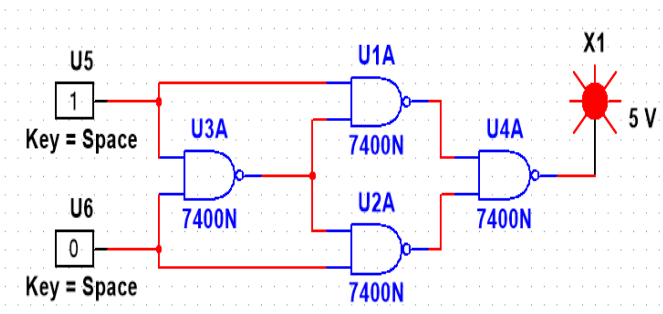 U5
1
Key = Space
U6
0
Key = Space
U3A
7400N
U1A
7400N
U2A
7400N
U4A
7400N
X1
5 V